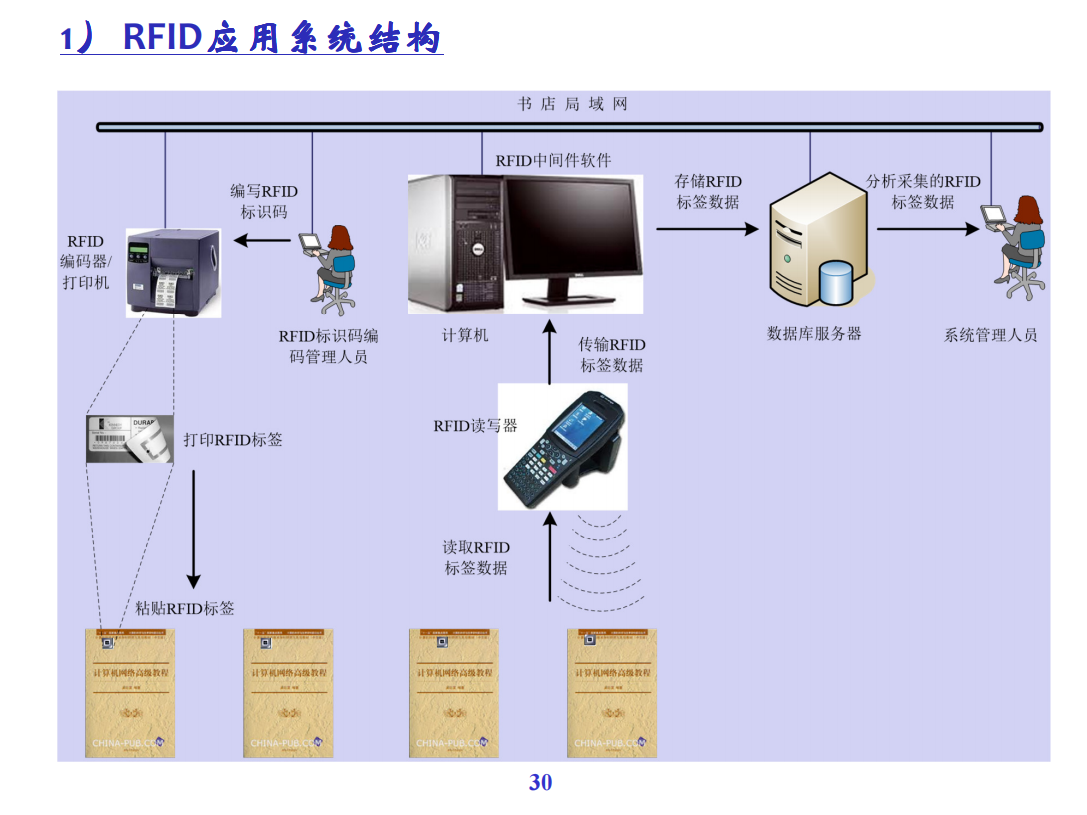 1） RFID应用系统结构
书店局域网
RFID中间件软件
编写RFID
标识码
存储RFID
标签数据
分析采集的RFID
标签数据
RFID
编码器/
打印机
RFID标识码编
码管理人员
计算机
数据库服务器
系统管理人员
传输RFID
标签数据
RFID读写器
DURAP
打印RFID标签
读取RFID
标签数据
粘贴RFID标签
计算机网络高级教程
计算机网络高级教程
计算机网络高级教程
计算机网络高级教程
CHINA-PUB.COM
CHINA-PUB.COM
CHINA-PUB.COM
CHINA-PUB.COM
30